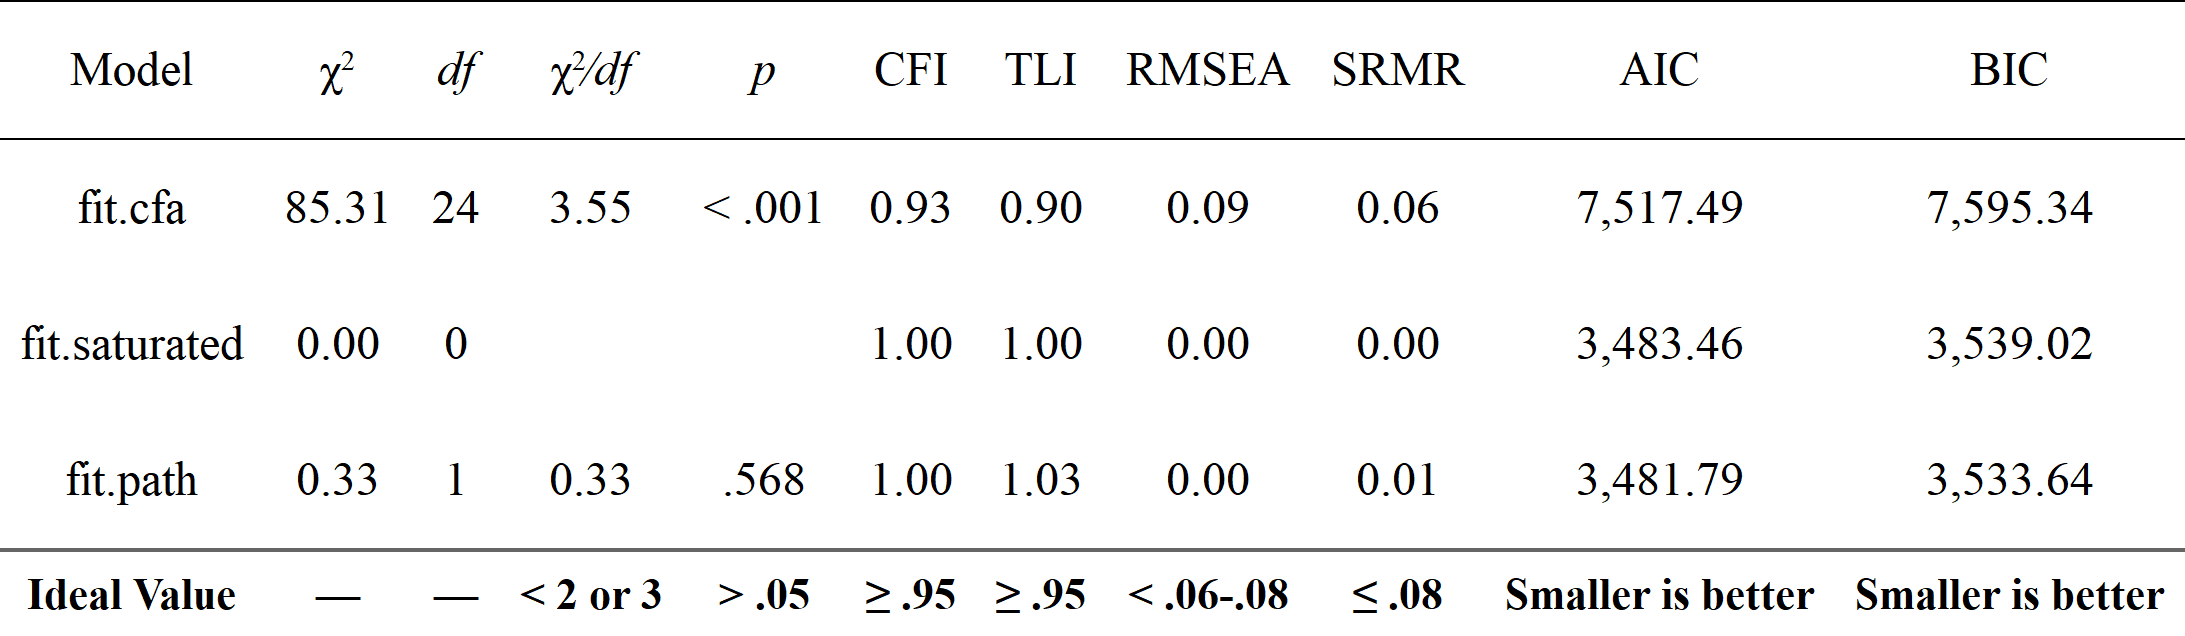 Model χ² df χ²/df p CFI TLI RMSEA SRMR AIC BIC
fit.cfa 85.31 24 3.55 < .001 0.93 0.90 0.09 0.06 7,517.49 7,595.34
fit.saturated 0.00 0 1.00 1.00 0.00 0.00 3,483.46 3,539.02
fit.path 0.33 1 0.33 .568 1.00 1.03 0.00 0.01 3,481.79 3,533.64
Ideal Value — — < 2 or 3 > .05 ≥ .95 ≥ .95 < .06-.08 ≤ .08 Smaller is better Smaller is better